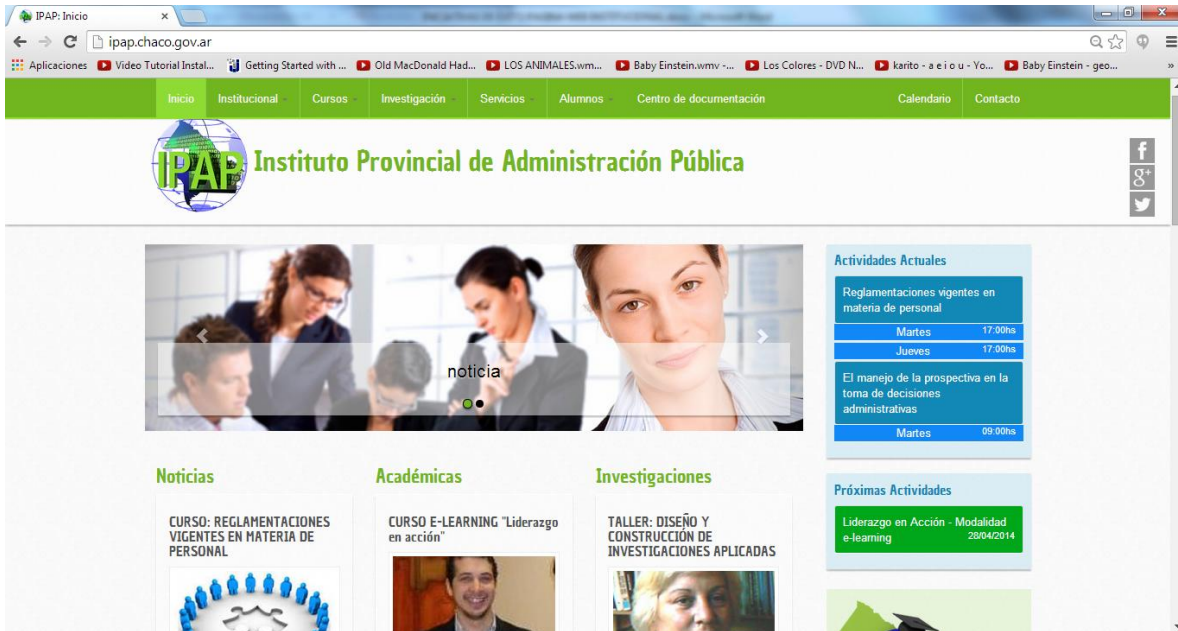 IPAP: Inicio
ipap.chaco.gov.ar
Aplicaciones
Video Tutorial Instal...
Getting Started with ...
Old MacDonald Had...
LOS ANIMALES.wm...
Baby Einstein.wmv -...
Los Colores - DVD N...
karito - a e i o u - Yo...
Baby Einstein - geo...
»
Inicio
Institucional
Cursos
Investigación
Servicios
Alumnos
Centro de documentación
Calendario
Contacto
IPAP
Instituto Provincial de Administración Pública
f
g+
noticia
Actividades Actuales
Reglamentaciones vigentes en
materia de personal
Martes 17:00hs
Jueves 17:00hs
El manejo de la prospectiva en la
toma de decisiones
administrativas
Martes 09:00hs
Próximas Actividades
Liderazgo en Acción - Modalidad
e-learning 28/04/2014
Noticias
CURSO: REGLAMENTACIONES
VIGENTES EN MATERIA DE
PERSONAL
Académicas
CURSO E-LEARNING "Liderazgo
en acción"
Investigaciones
TALLER: DISEÑO Y
CONSTRUCCIÓN DE
INVESTIGACIONES APLICADAS